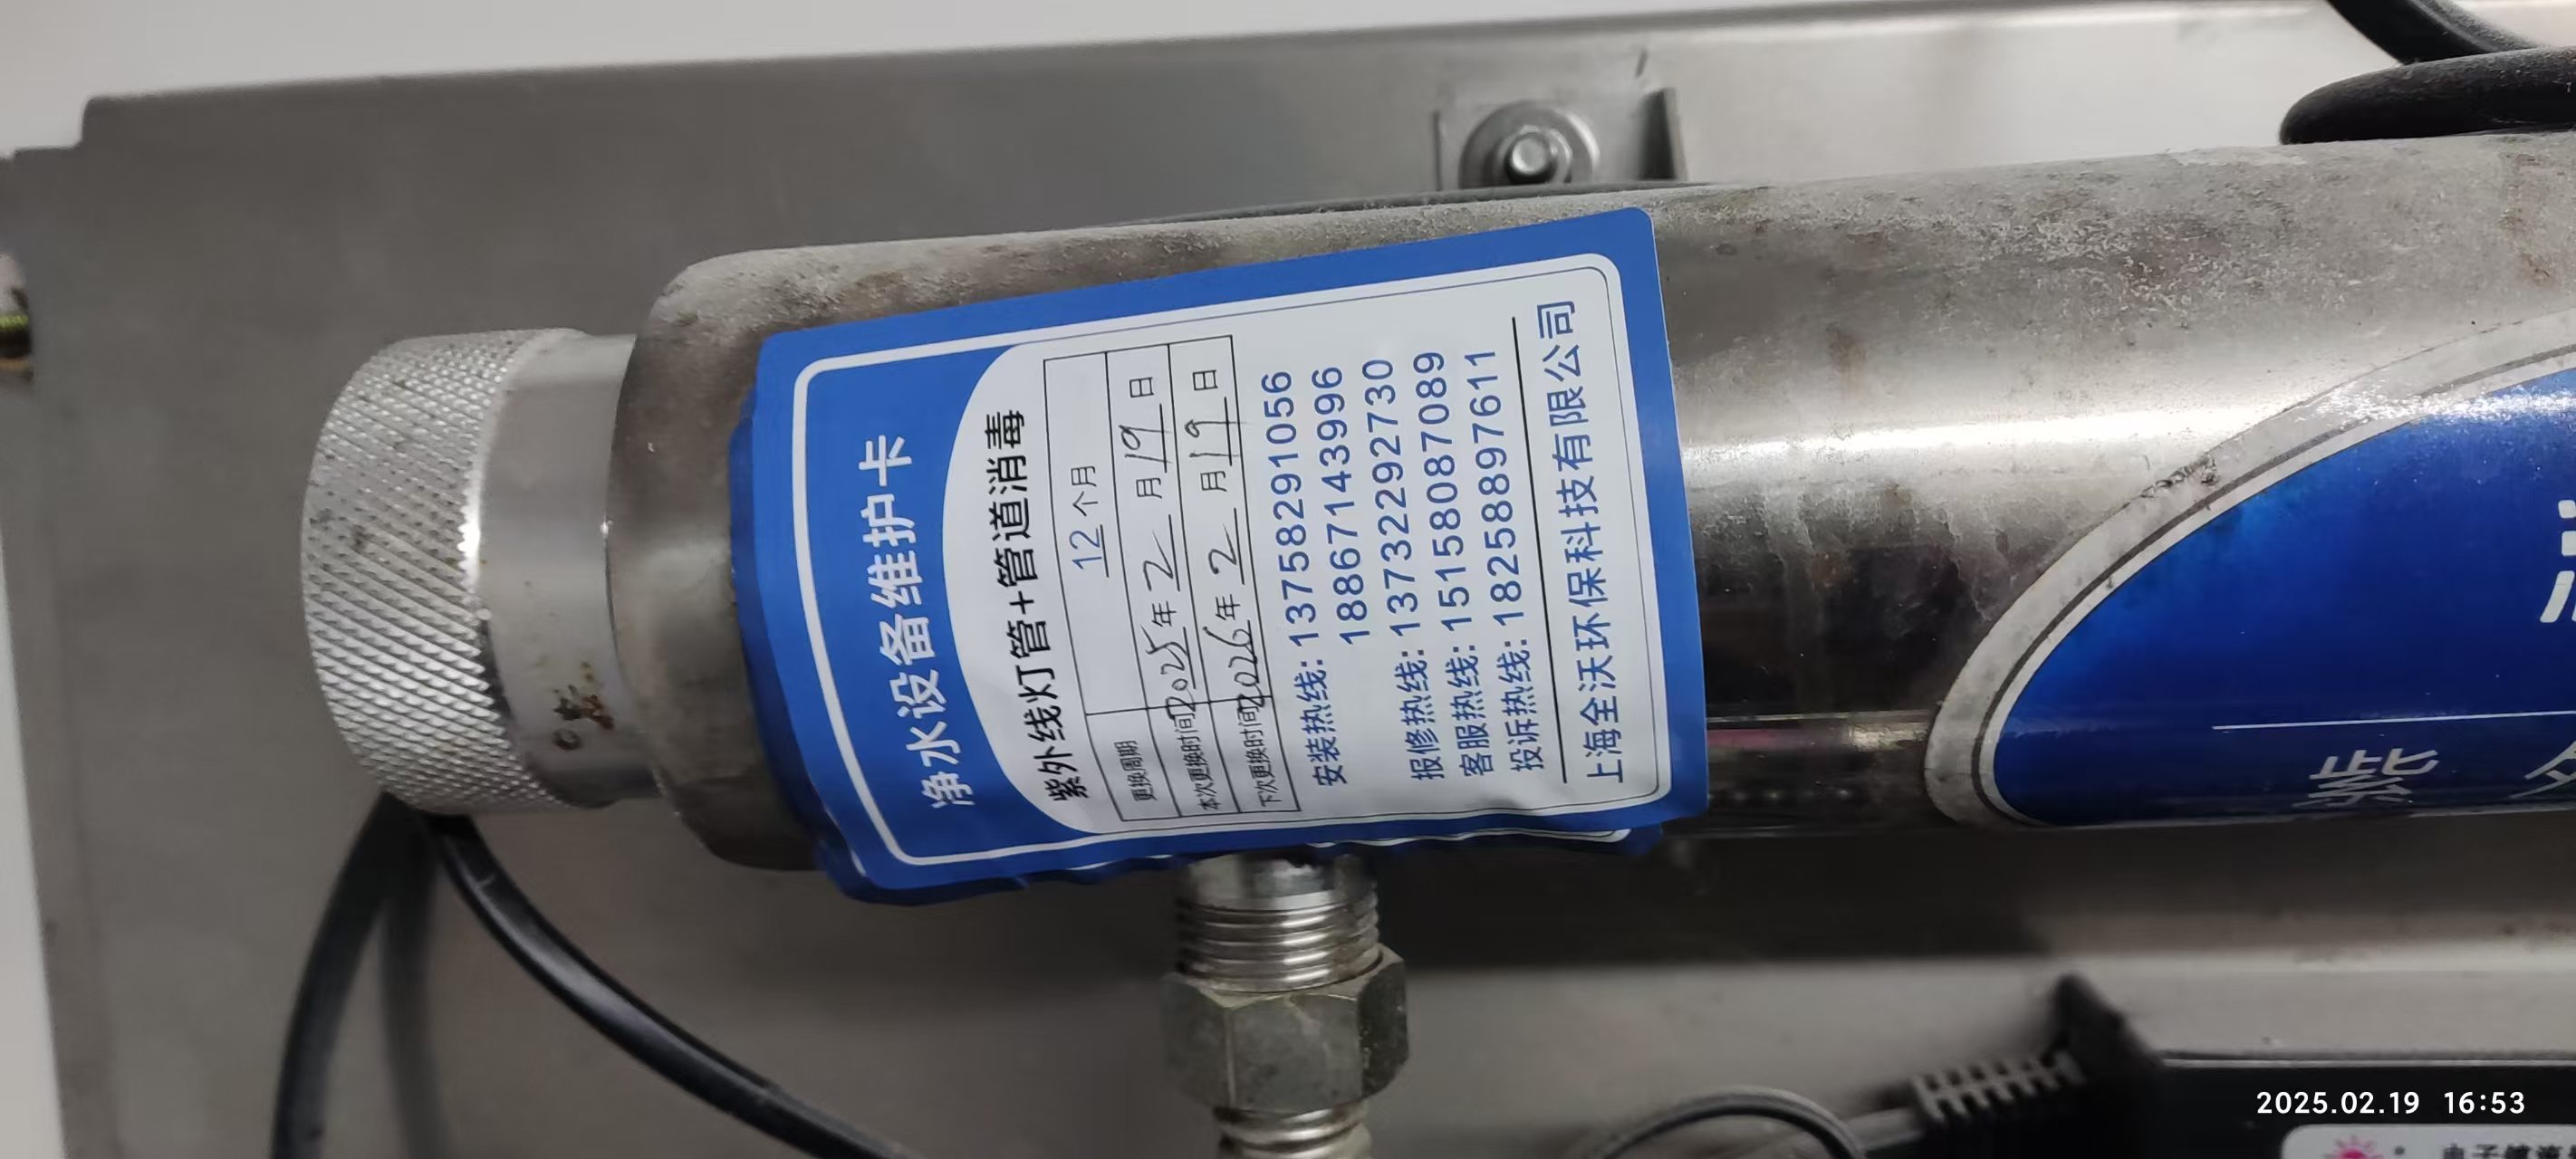 净水设备维护卡
紫外线灯管+管道消毒
更换周期 12个月
本次更换时间 2025年2月19日
下次更换时间 2026年2月19日
安装热线: 13758291056
18867143996
报修热线: 13732292730
客服热线: 15158087089
投诉热线: 18258897611
上海全沃环保科技有限公司
紫
2025.02.19 16:53